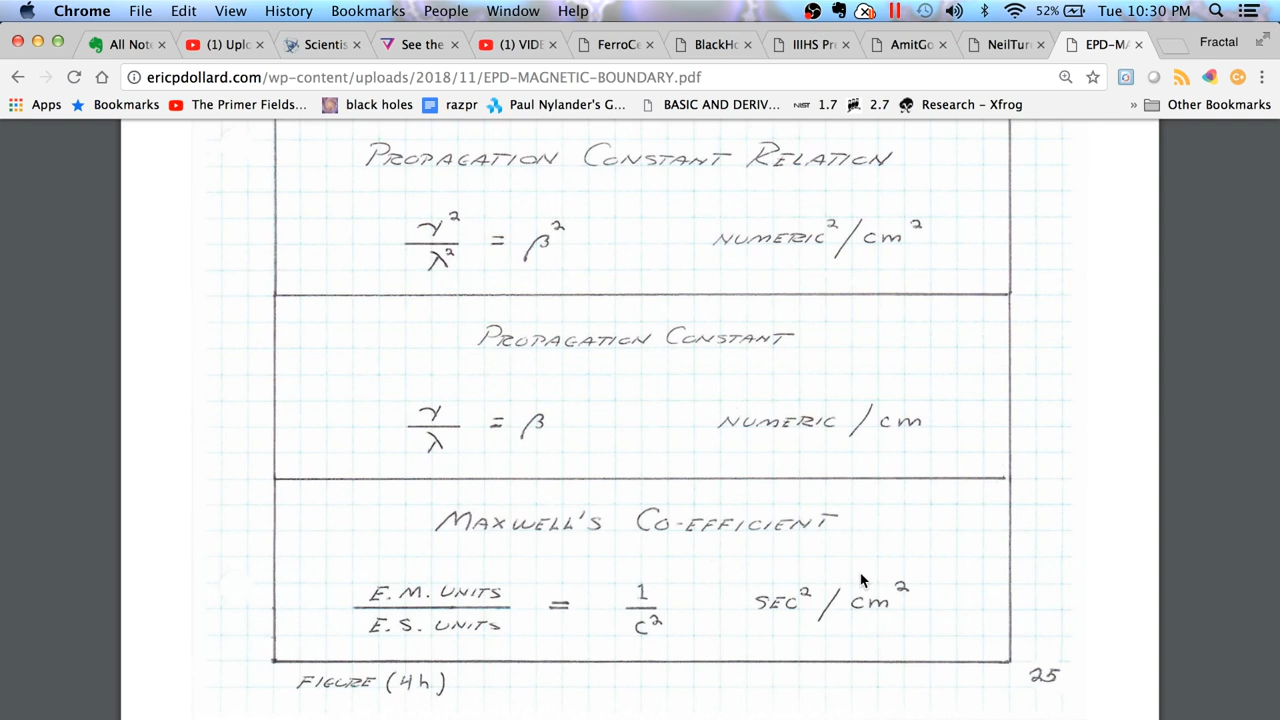 Chrome File Edit View History Bookmarks People Window Help 52% Tue 10:30 PM
All Not (1) Uplo Scientis See the (1) VIDE FerroCe BlackHo IIIHS Pre AmitGo NeilTur EPD-MA Fractal
ericpdollard.com/wp-content/uploads/2018/11/EPD-MAGNETIC-BOUNDARY.pdf
Apps Bookmarks The Primer Fields... black holes razpr Paul Nylander's G... BASIC AND DERIV... NIST 1.7 2.7 Research – Xfrog » Other Bookmarks
PROPAGATION CONSTANT RELATION
γ²/λ² = β² NUMERIC²/cm²
PROPAGATION CONSTANT
γ/λ = β NUMERIC/cm
MAXWELL'S CO-EFFICIENT
E.M. UNITS/E.S. UNITS = 1/c² SEC²/cm²
FIGURE (4h) 25